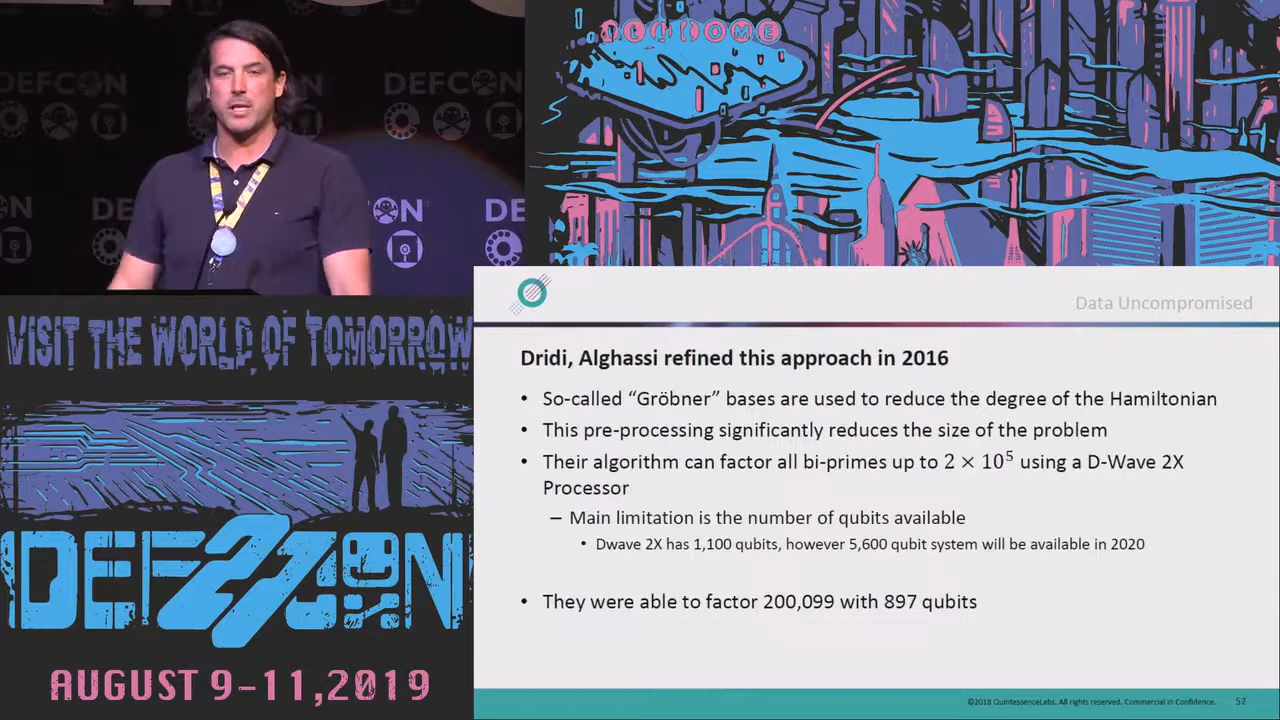 DEFCON
DEFCON
WELCOME
DE
VISIT THE WORLD OF TOMORROW
DEFCON
27
AUGUST 9-11,2019
Data Uncompromised
Dridi, Alghassi refined this approach in 2016
• So-called “Gröbner” bases are used to reduce the degree of the Hamiltonian
• This pre-processing significantly reduces the size of the problem
• Their algorithm can factor all bi-primes up to 2 × 10⁵ using a D-Wave 2X
Processor
– Main limitation is the number of qubits available
• Dwave 2X has 1,100 qubits, however 5,600 qubit system will be available in 2020
• They were able to factor 200,099 with 897 qubits
©2018 QuintessenceLabs. All rights reserved. Commercial in Confidence.
57